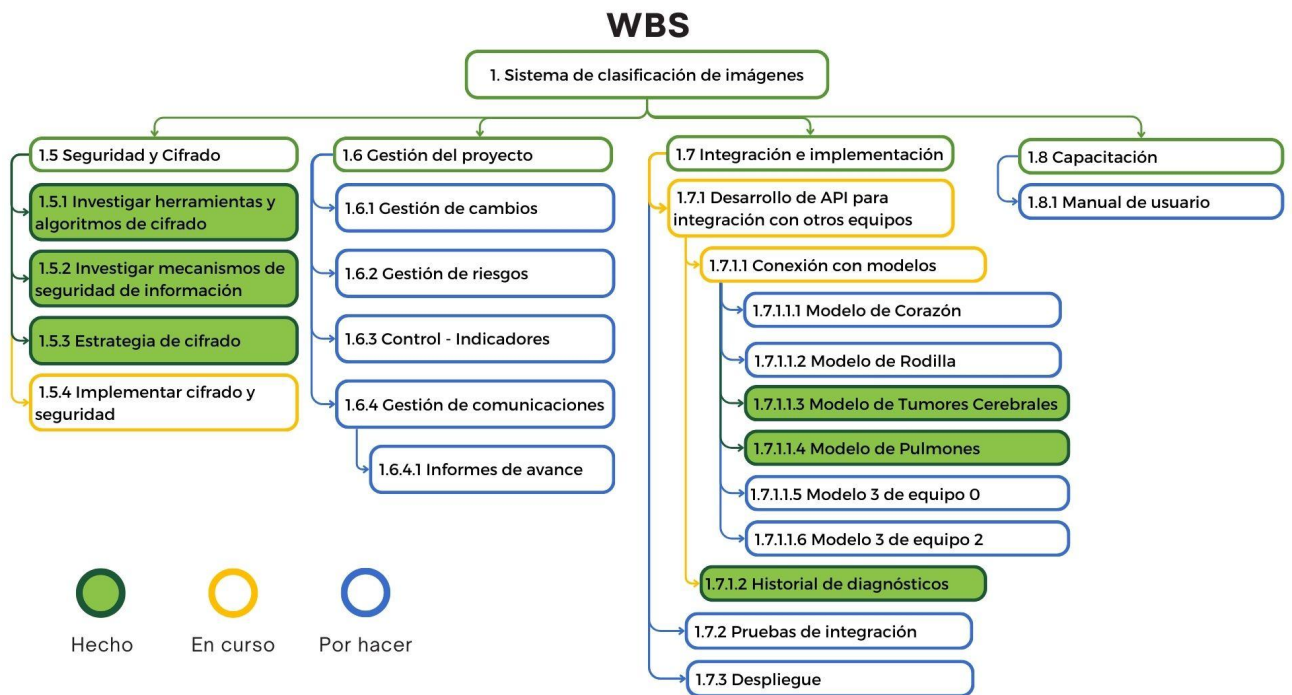 WBS
1. Sistema de clasificación de imágenes
1.5 Seguridad y Cifrado
1.5.1 Investigar herramientas y
algoritmos de cifrado
1.5.2 Investigar mecanismos de
seguridad de información
1.5.3 Estrategia de cifrado
1.5.4 Implementar cifrado y
seguridad
1.6 Gestión del proyecto
1.6.1 Gestión de cambios
1.6.2 Gestión de riesgos
1.6.3 Control - Indicadores
1.6.4 Gestión de comunicaciones
1.6.4.1 Informes de avance
1.7 Integración e implementación
1.7.1 Desarrollo de API para
integración con otros equipos
1.7.1.1 Conexión con modelos
1.7.1.1.1 Modelo de Corazón
1.7.1.1.2 Modelo de Rodilla
1.7.1.1.3 Modelo de Tumores Cerebrales
1.7.1.1.4 Modelo de Pulmones
1.7.1.1.5 Modelo 3 de equipo 0
1.7.1.1.6 Modelo 3 de equipo 2
1.7.1.2 Historial de diagnósticos
1.7.2 Pruebas de integración
1.7.3 Despliegue
1.8 Capacitación
1.8.1 Manual de usuario
Hecho
En curso
Por hacer